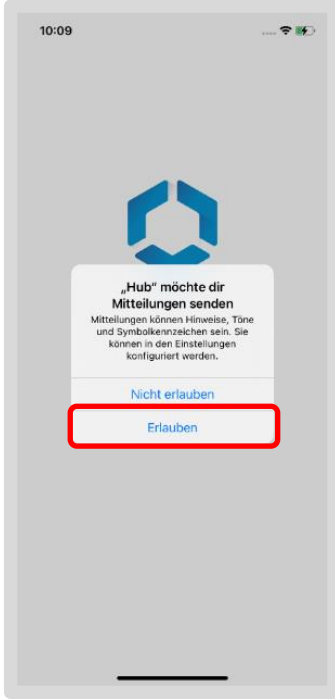 10:09
„Hub" möchte dir
Mitteilungen senden
Mitteilungen können Hinweise, Töne
und Symbolkennzeichen sein. Sie
können in den Einstellungen
konfiguriert werden.
Nicht erlauben
Erlauben